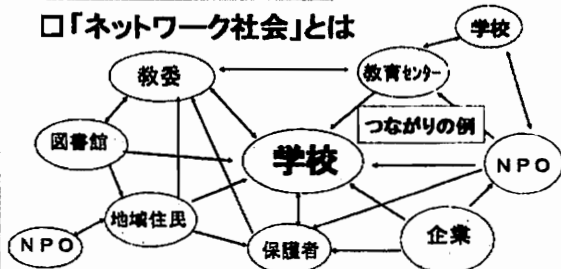 □「ネットワーク社会」とは
学校
教委
教育センター
つながりの例
図書館
学校
NPO
地域住民
企業
NPO
保護者